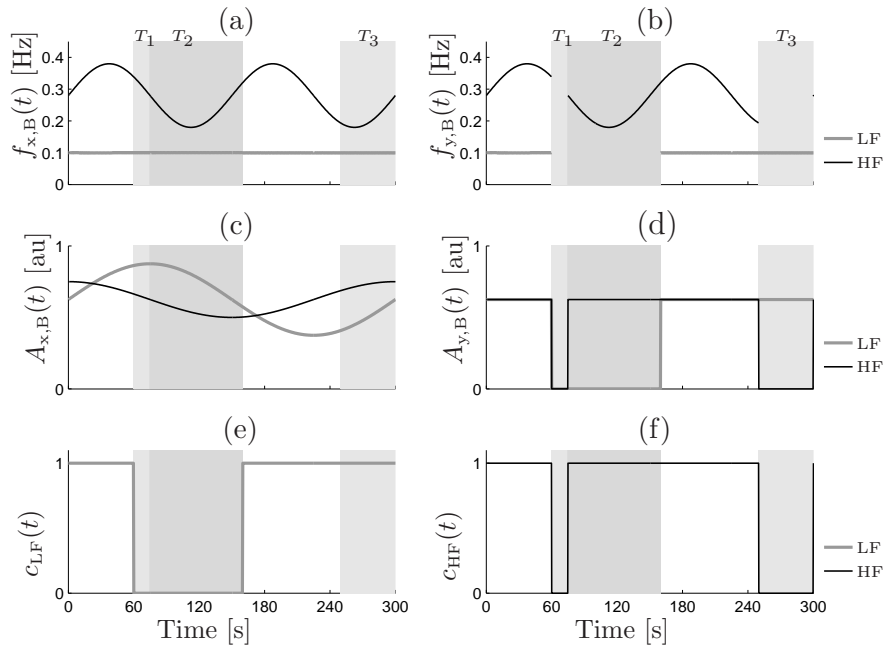 (a)
(b)
T1 T2 T3
T1 T2 T3
fx,B(t) [Hz]
0.4
0.3
0.2
0.1
0
fy,B(t) [Hz]
0.4
0.3
0.2
0.1
0
LF
HF
(c)
(d)
Ax,B(t) [au]
1
0
Ay,B(t) [au]
1
0
LF
HF
(e)
(f)
cLF(t)
1
0
0 60 120 180 240 300
Time [s]
cHF(t)
1
0
0 60 120 180 240 300
Time [s]
LF
HF